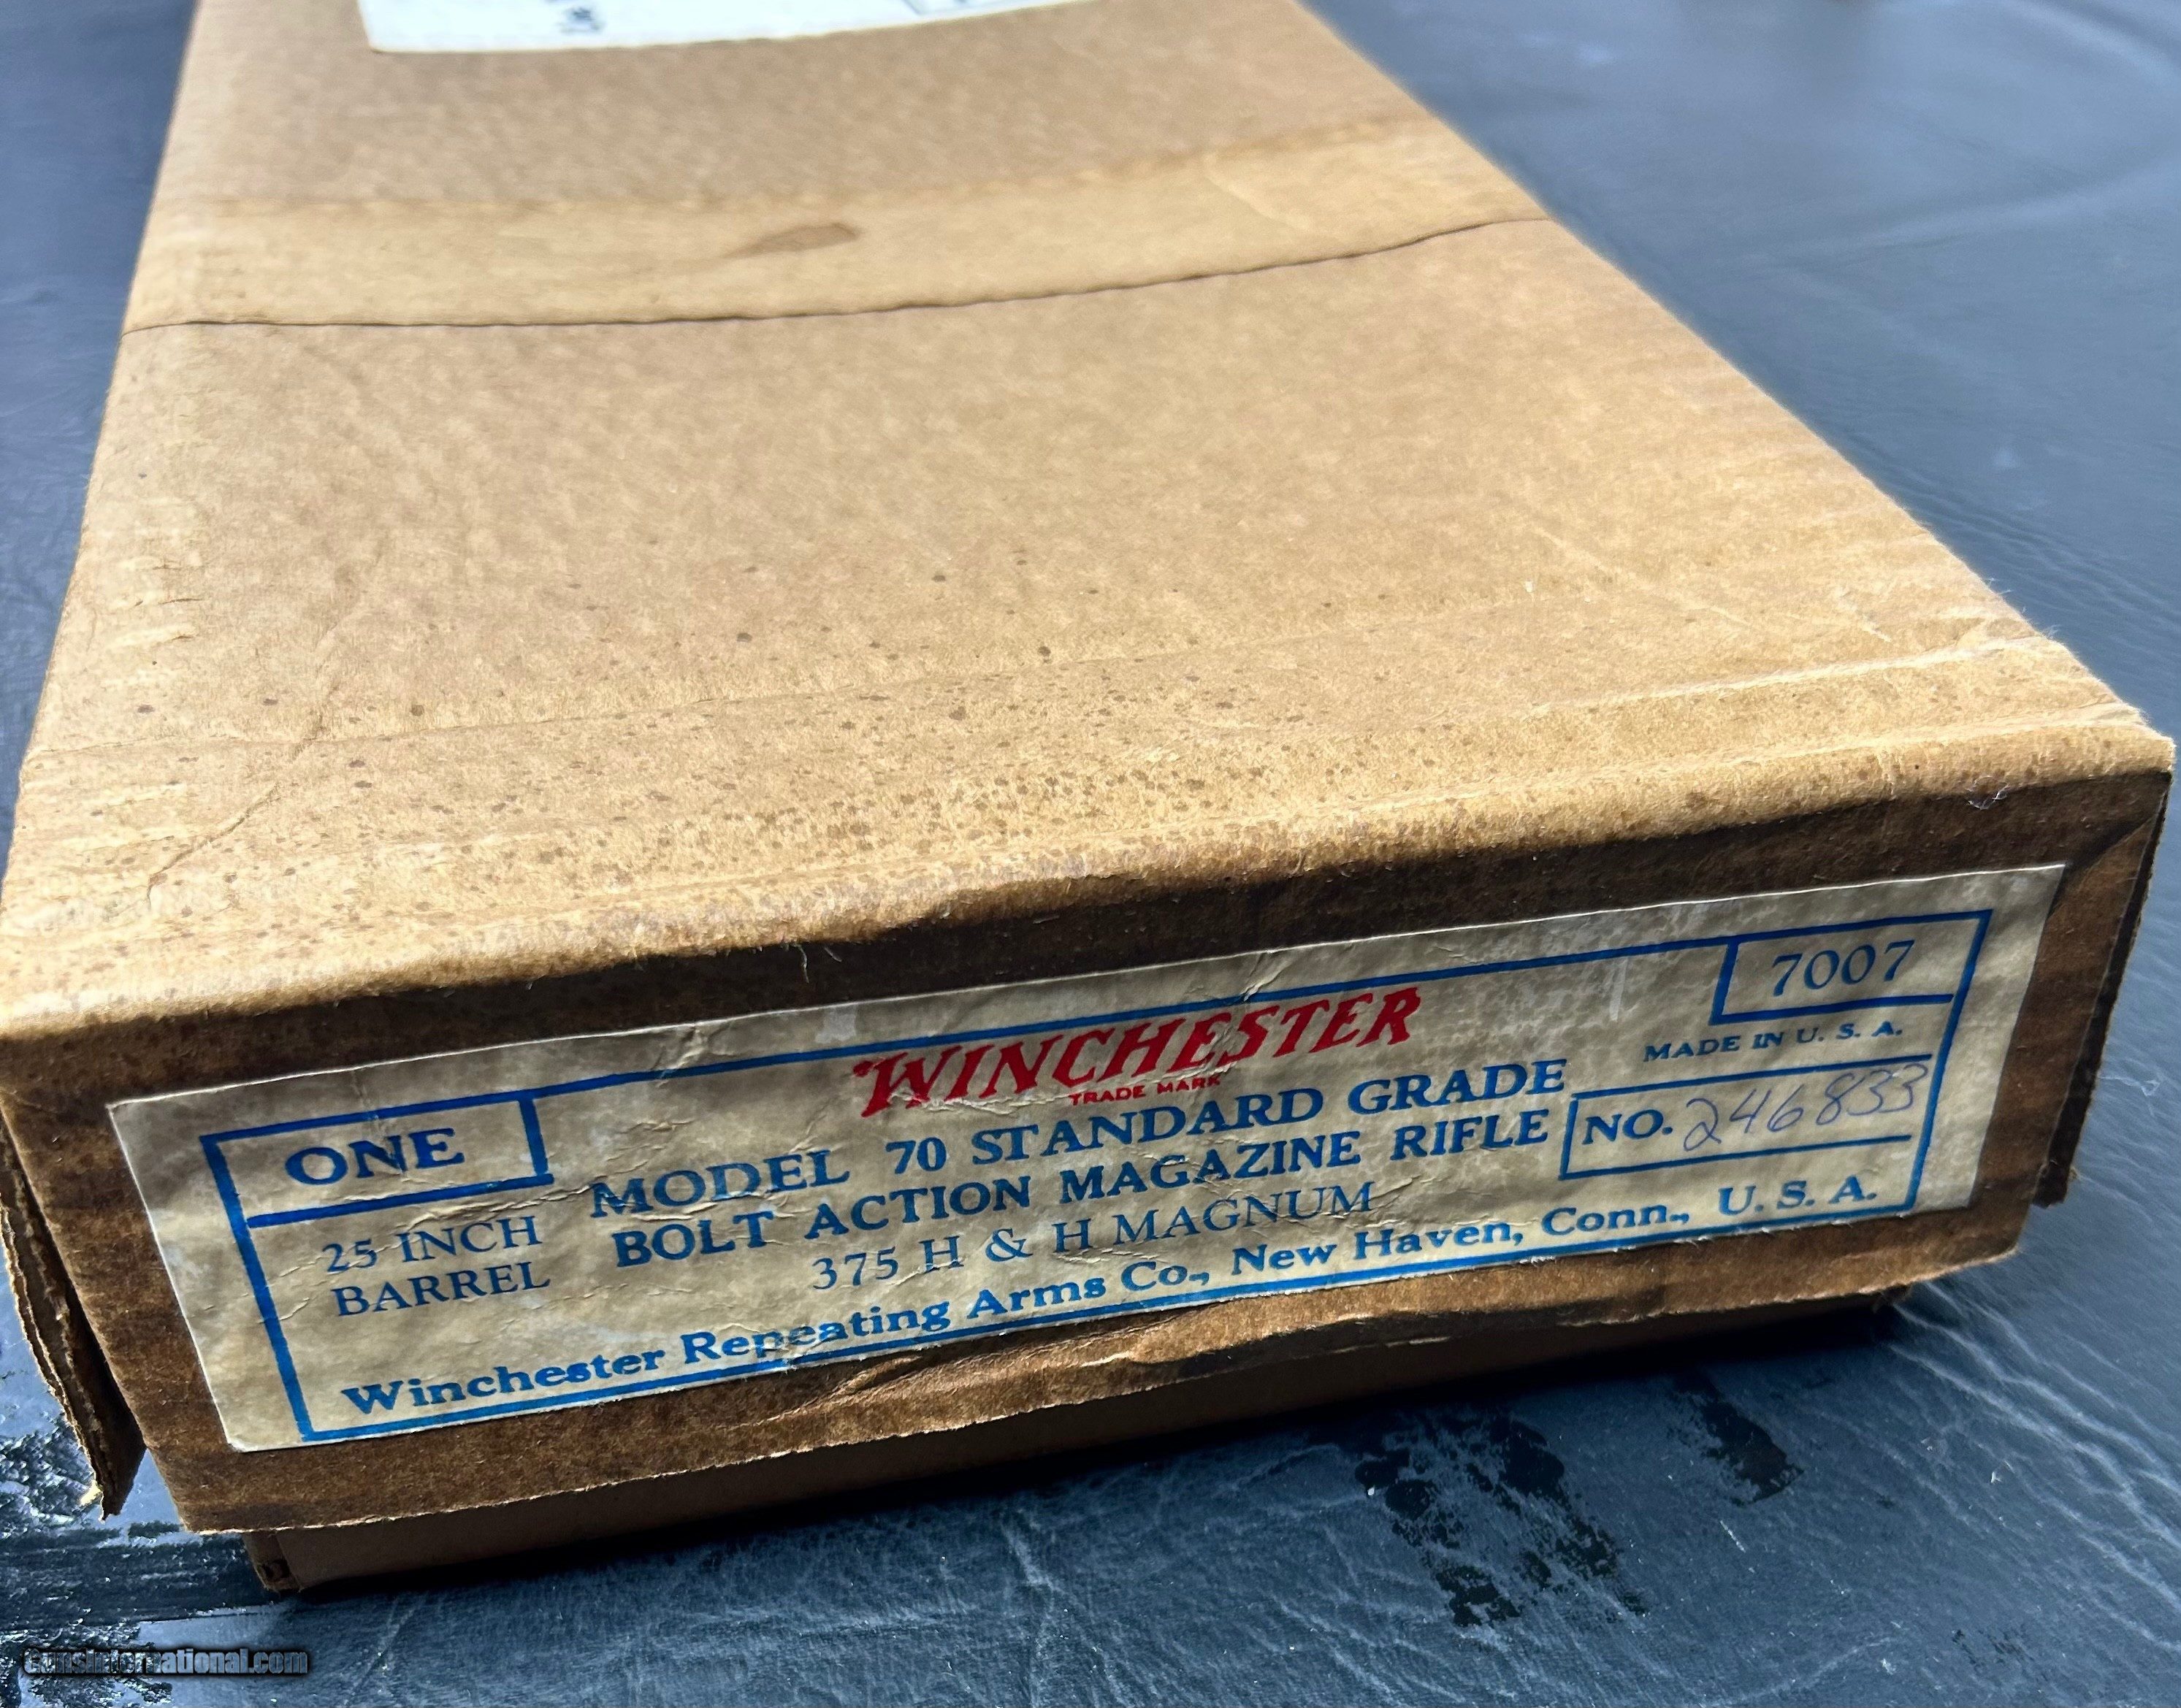 WINCHESTER
TRADE MARK
7007
MADE IN U. S. A.
ONE
MODEL 70 STANDARD GRADE
BOLT ACTION MAGAZINE RIFLE
NO. 246833
25 INCH
BARREL
375 H & H MAGNUM
Winchester Repeating Arms Co., New Haven, Conn., U. S. A.
GunsInternational.com